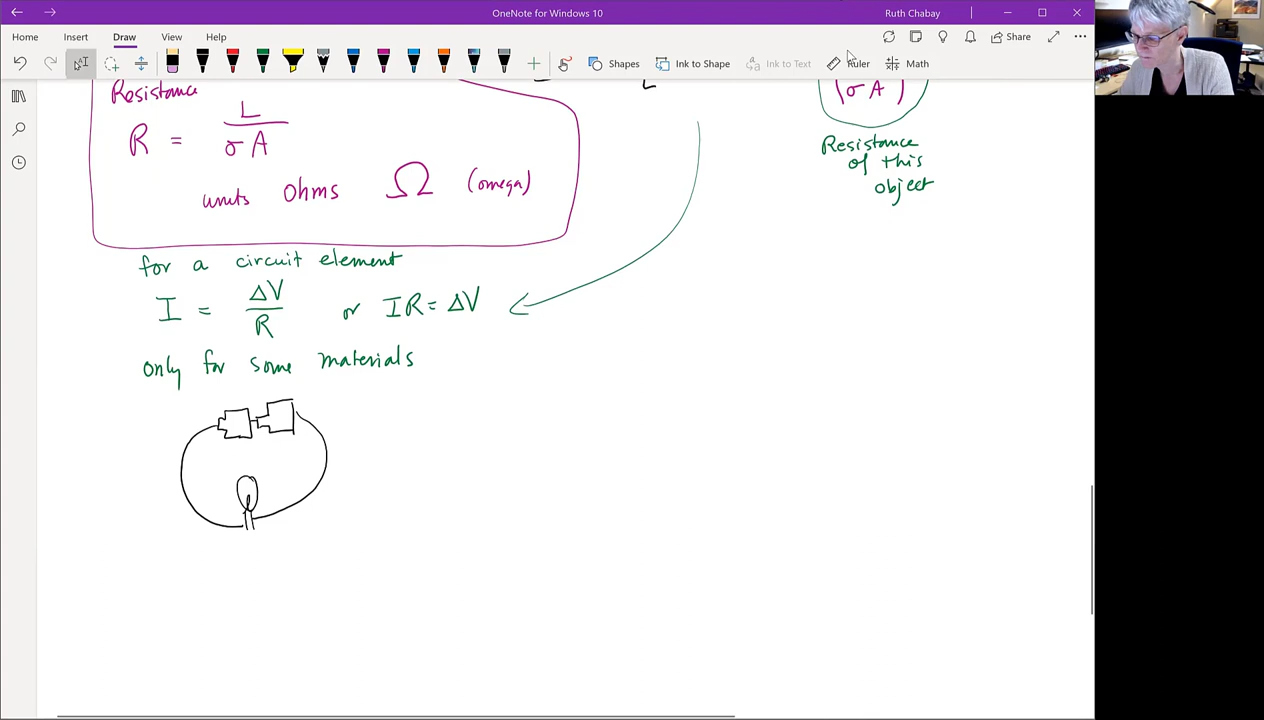 OneNote for Windows 10
Ruth Chabay
Home Insert Draw View Help
Share
Shapes
Ink to Shape
Ink to Text
Ruler
Math
Resistance
R = L / σA
units ohms Ω (omega)
L
(σA)
Resistance
of this
object
for a circuit element
I = ΔV / R or IR = ΔV
only for some materials